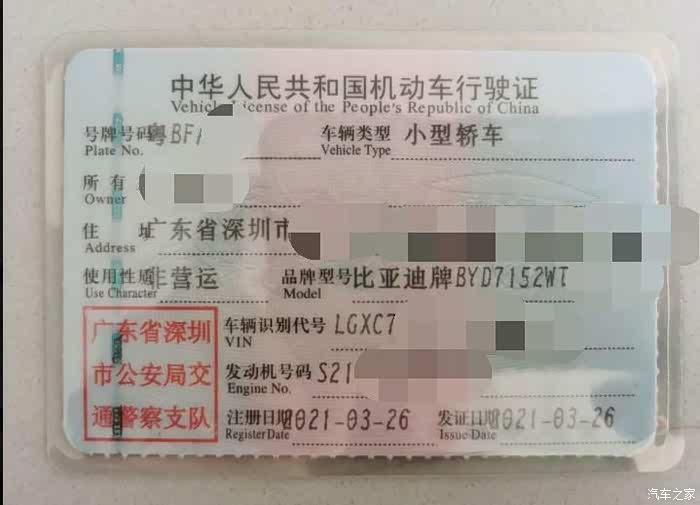 中华人民共和国机动车行驶证
Vehicle License of the People's Republic of China
号牌号码 粤BF 车辆类型 小型轿车
Plate No. Vehicle Type
所有
Owner
住址 广东省深圳市
Address
使用性质 非营运 品牌型号 比亚迪牌BYD7152WT
Use Character Model
广东省深圳 车辆识别代号 LGXC7
VIN
市公安局交 发动机号码 S21
Engine No.
通警察支队 注册日期 2021-03-26 发证日期 2021-03-26
Register Date Issue Date
汽车之家